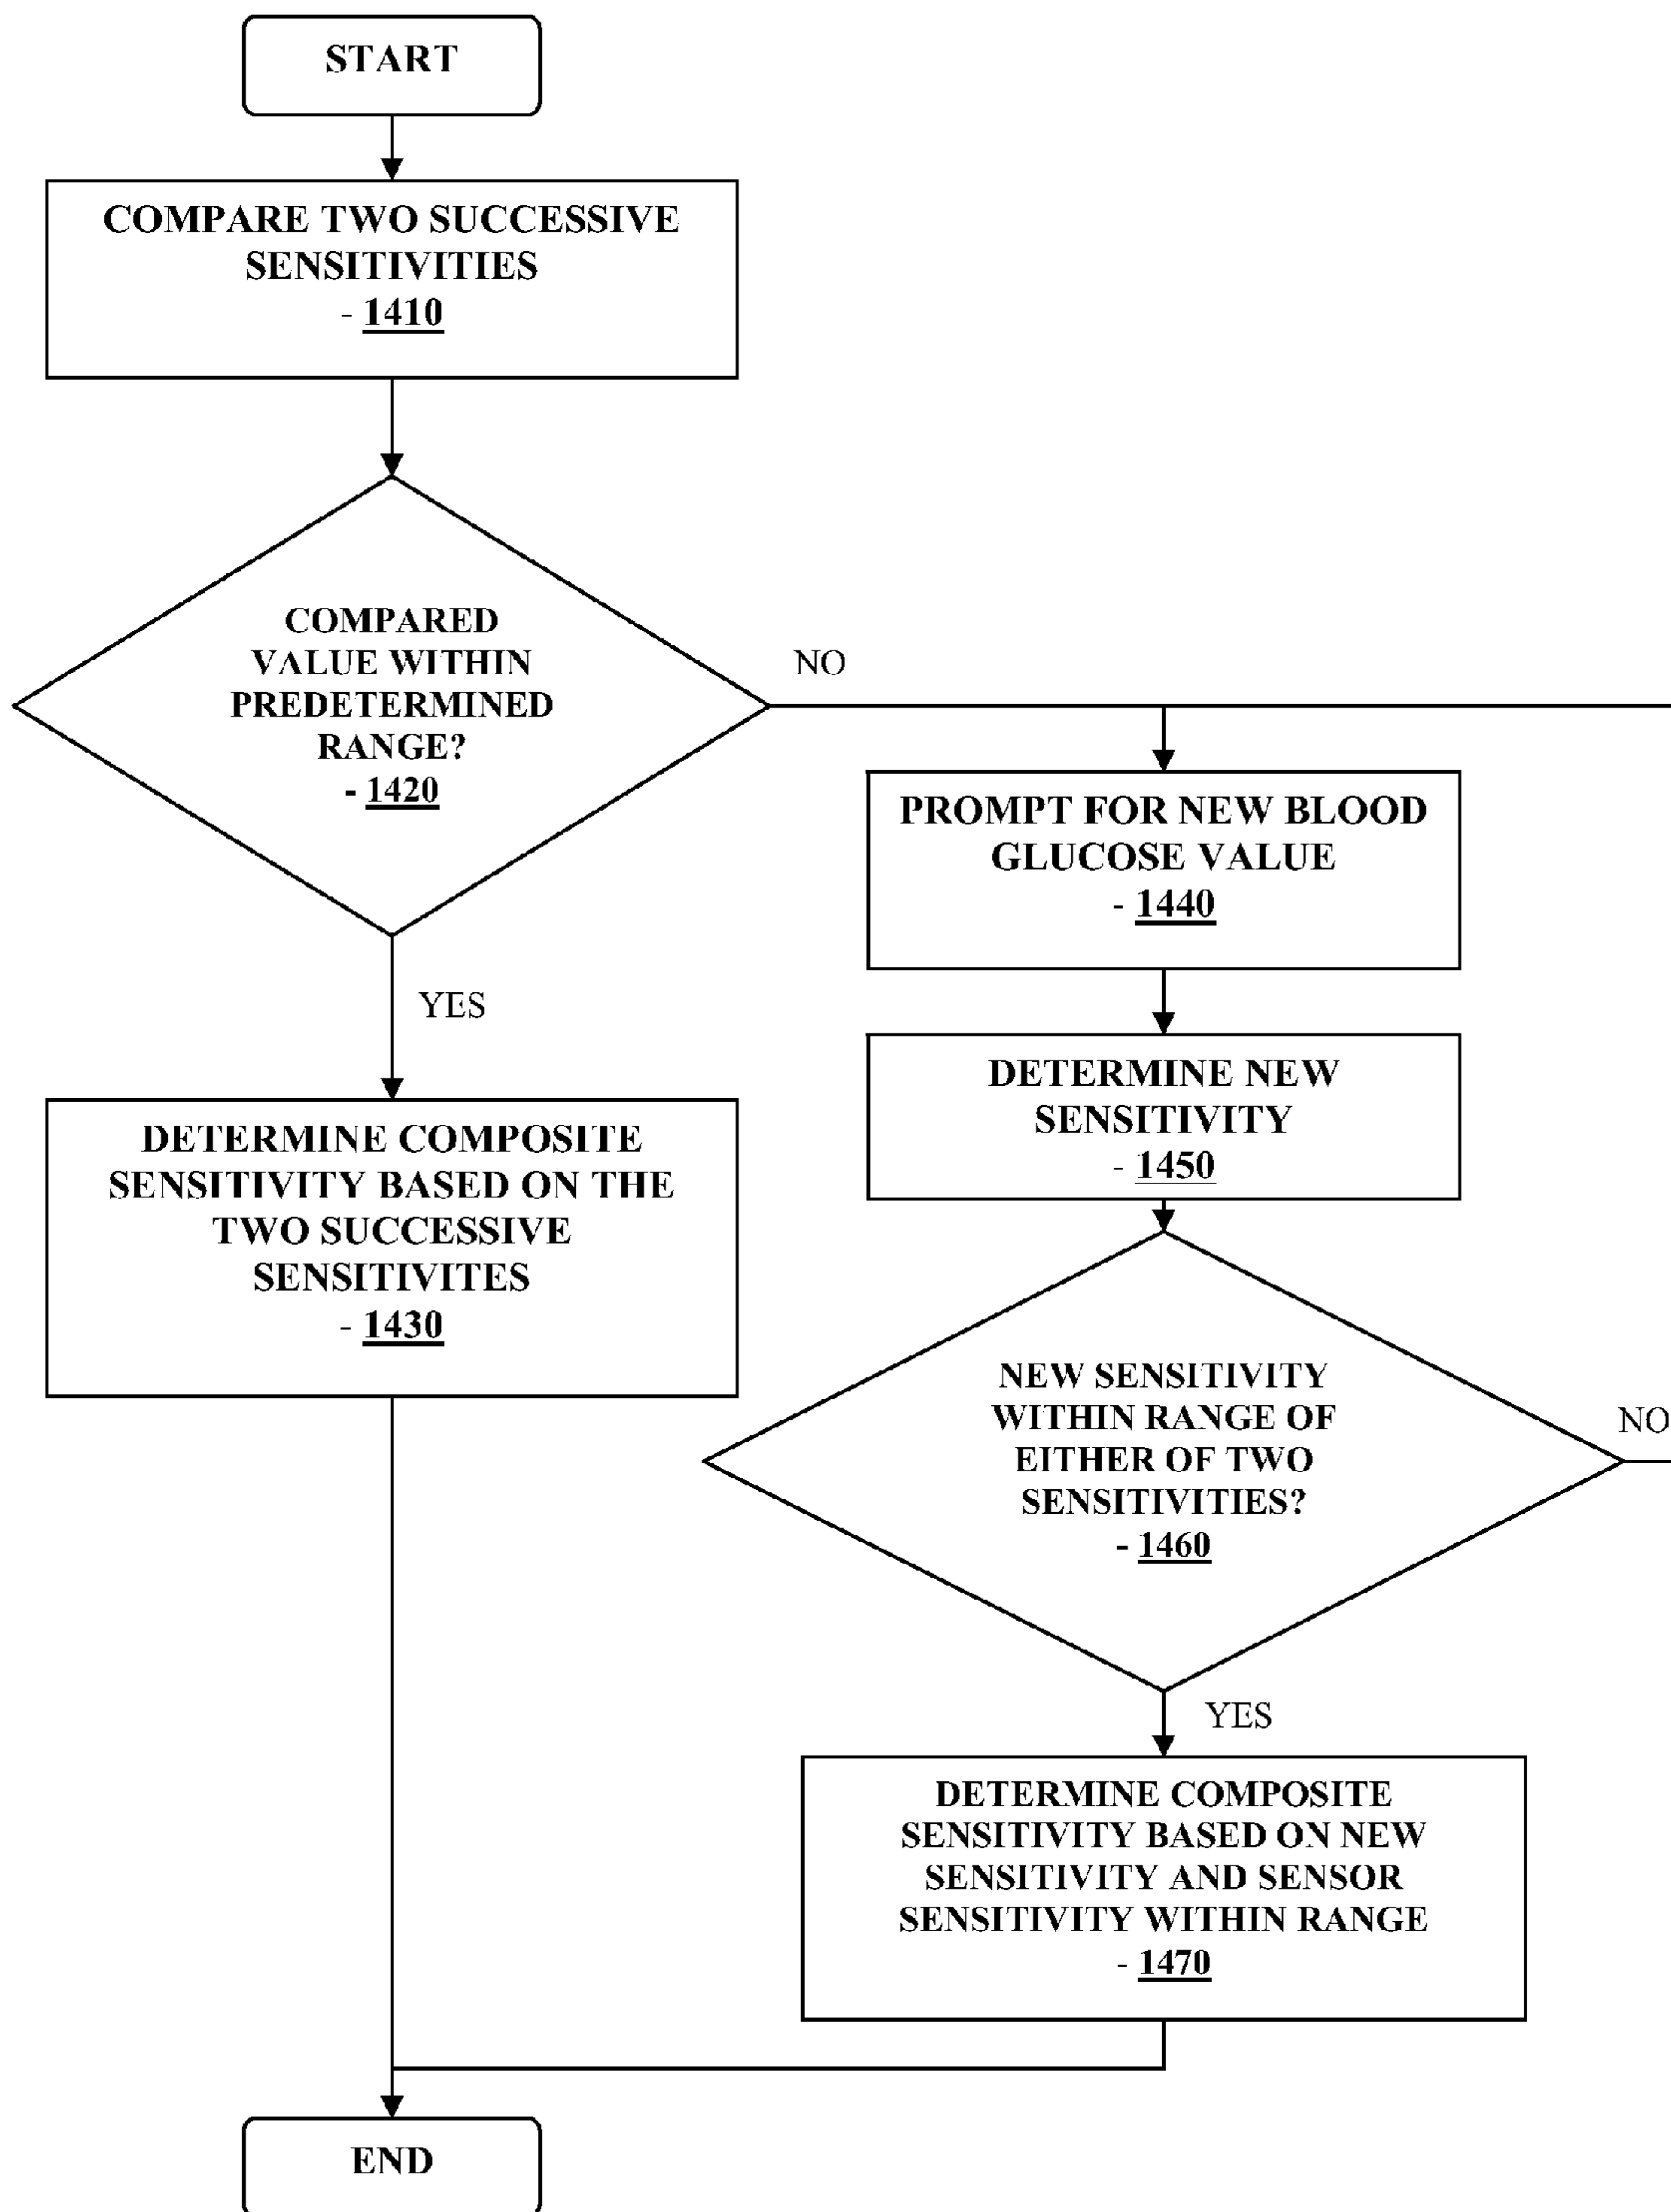 START
COMPARE TWO SUCCESSIVE
SENSITIVITIES
- 1410
COMPARED
VALUE WITHIN
PREDETERMINED
RANGE?
- 1420
NO
YES
PROMPT FOR NEW BLOOD
GLUCOSE VALUE
- 1440
DETERMINE NEW
SENSITIVITY
- 1450
DETERMINE COMPOSITE
SENSITIVITY BASED ON THE
TWO SUCCESSIVE
SENSITIVITES
- 1430
NEW SENSITIVITY
WITHIN RANGE OF
EITHER OF TWO
SENSITIVITIES?
- 1460
NO
YES
DETERMINE COMPOSITE
SENSITIVITY BASED ON NEW
SENSITIVITY AND SENSOR
SENSITIVITY WITHIN RANGE
- 1470
END